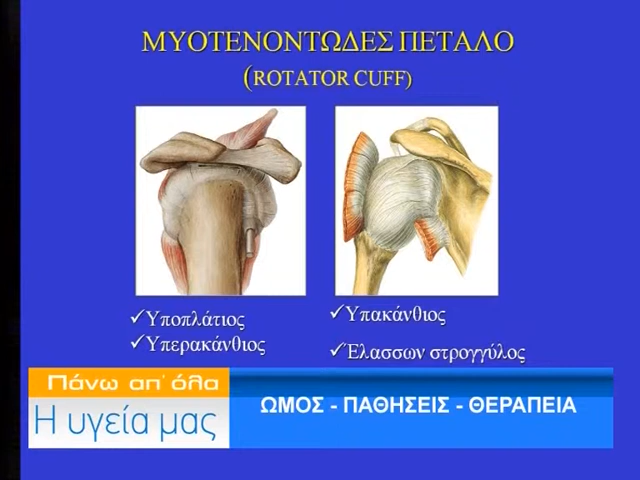 ΜΥΟΤΕΝΟΝΤΩΔΕΣ ΠΕΤΑΛΟ
(ROTATOR CUFF)
✓Υποπλάτιος
✓Υπερακάνθιος
✓Υπακάνθιος
✓Έλασσων στρογγύλος
Πάνω απ' όλα
Η υγεία μας
ΩΜΟΣ - ΠΑΘΗΣΕΙΣ - ΘΕΡΑΠΕΙΑ